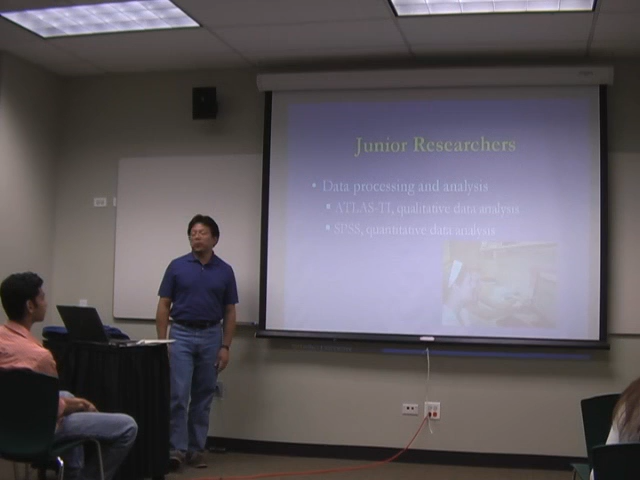 Junior Researchers
• Data processing and analysis
▪ ATLAS-TI, qualitative data analysis
▪ SPSS, quantitative data analysis